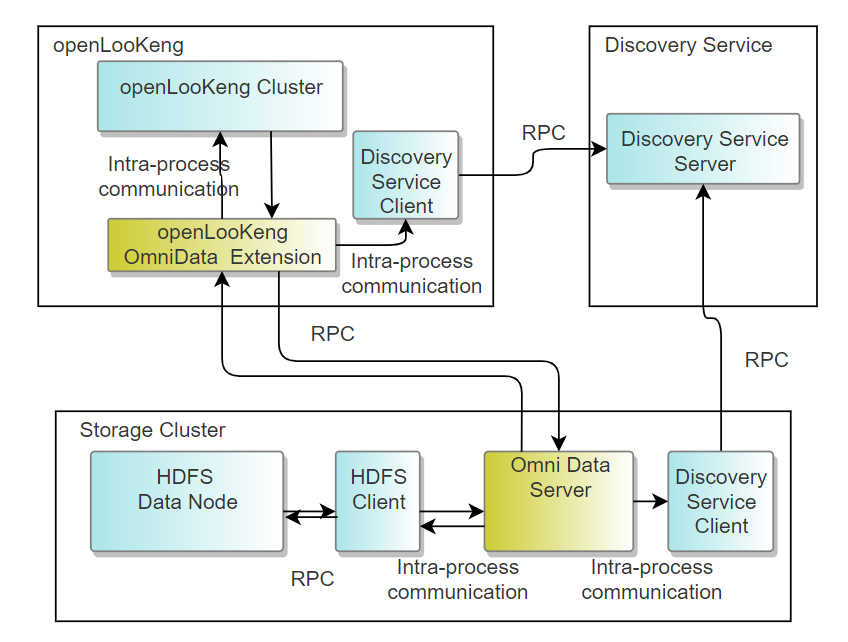 openLooKeng
Discovery Service
openLooKeng Cluster
RPC
Discovery Service
Server
Intra-process
communication
Discovery
Service
Client
openLooKeng
OmniData  Extension
Intra-process
communication
RPC
RPC
Storage Cluster
HDFS
Data Node
HDFS
Client
Omni Data
Server
Discovery
Service
Client
RPC
Intra-process
communication
Intra-process
communication